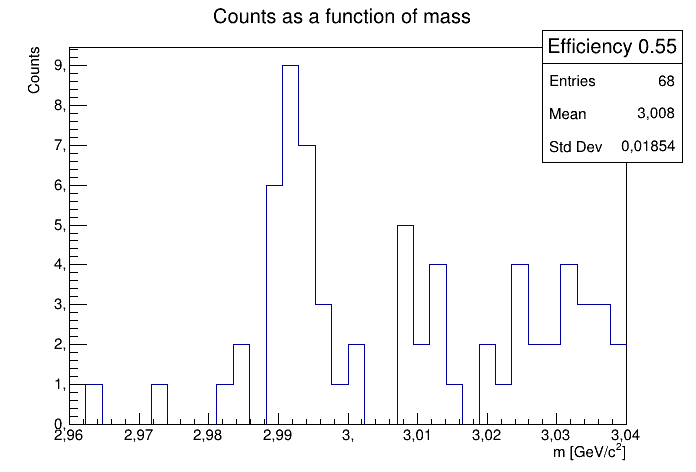 Counts as a function of mass
Efficiency 0.55
Entries 68
Mean 3,008
Std Dev 0,01854
Counts
9,
8,
7,
6,
5,
4,
3,
2,
1,
0,
2,96 2,97 2,98 2,99 3, 3,01 3,02 3,03 3,04
m [GeV/c²]